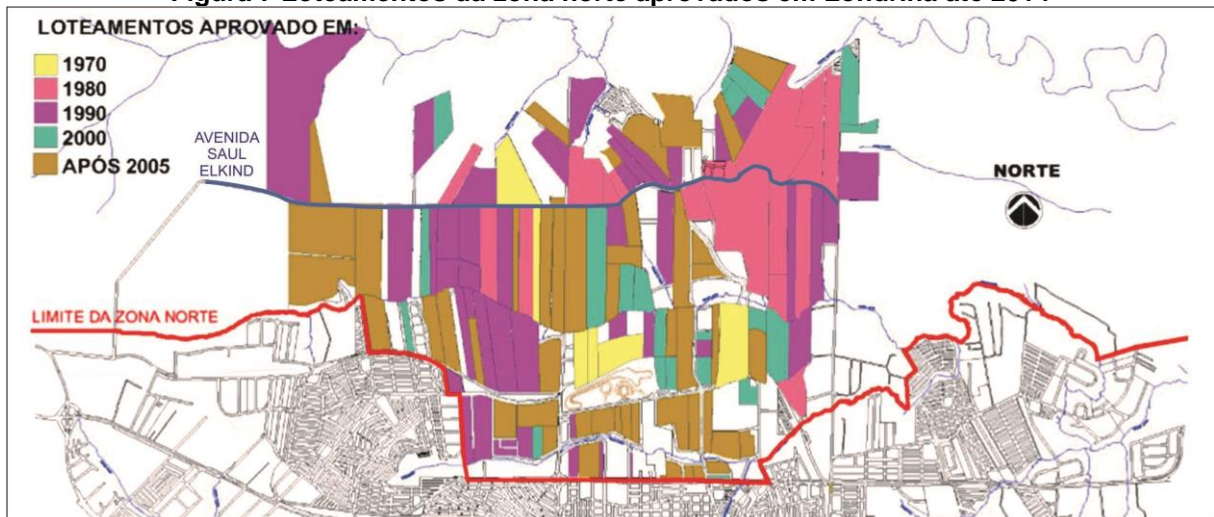 Figura 7 Loteamentos da zona norte aprovados em Londrina até 2014
LOTEAMENTOS APROVADO EM:
1970
1980
1990
2000
APÓS 2005
AVENIDA
SAUL
ELKIND
NORTE
LIMITE DA ZONA NORTE